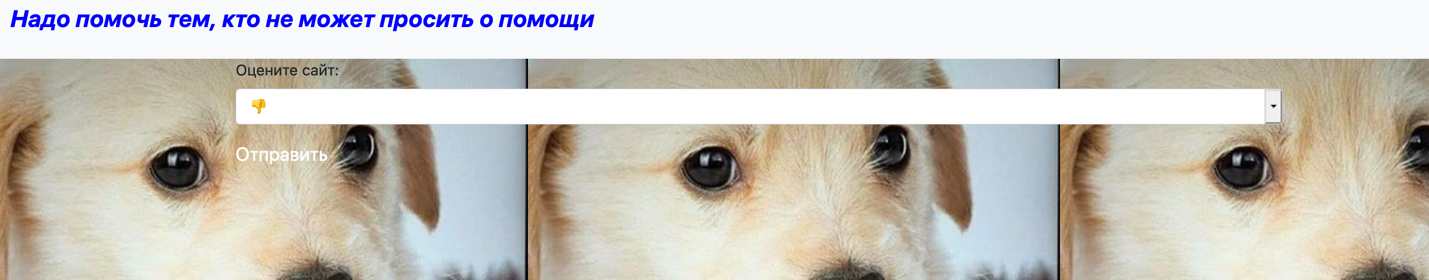 Надо помочь тем, кто не может просить о помощи
Оцените сайт:
👎
Отправить